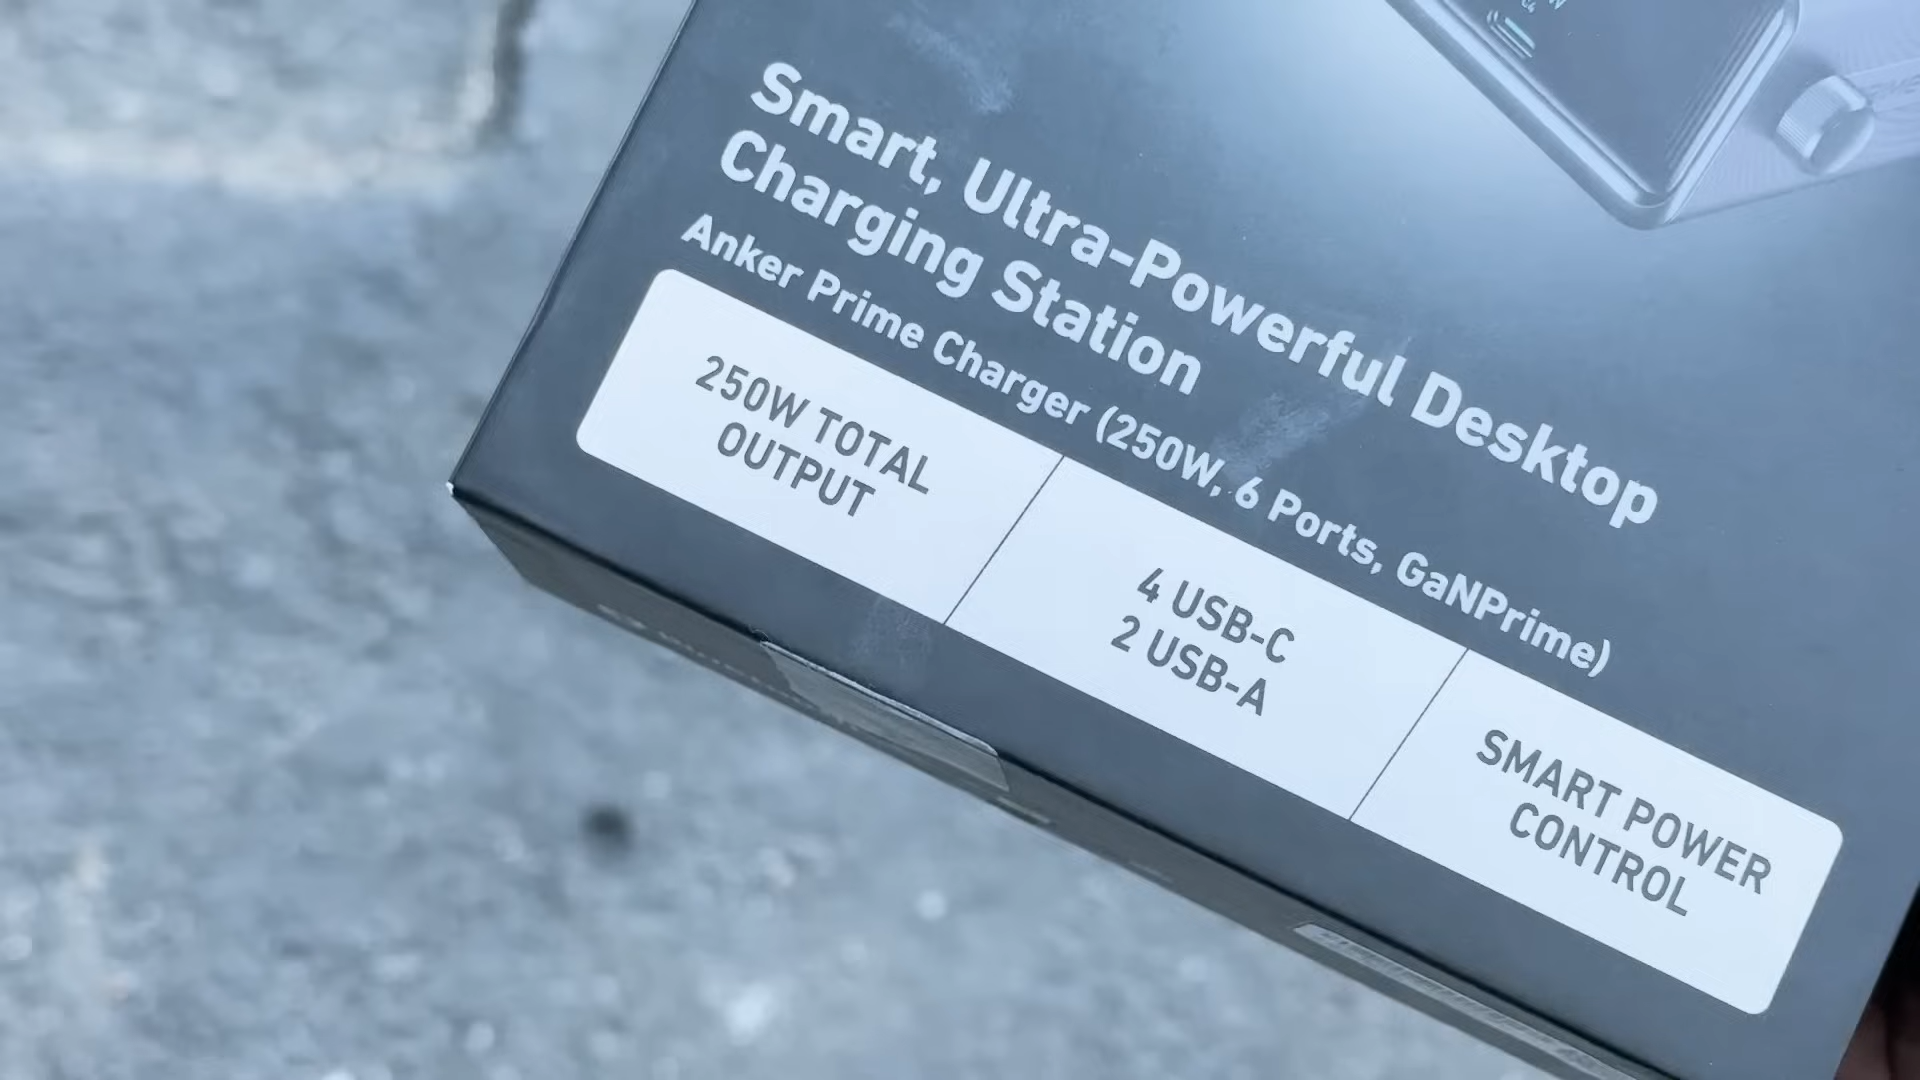 Smart, Ultra-Powerful Desktop
Charging Station
Anker Prime Charger (250W, 6 Ports, GaNPrime)
250W TOTAL
OUTPUT
4 USB-C
2 USB-A
SMART POWER
CONTROL